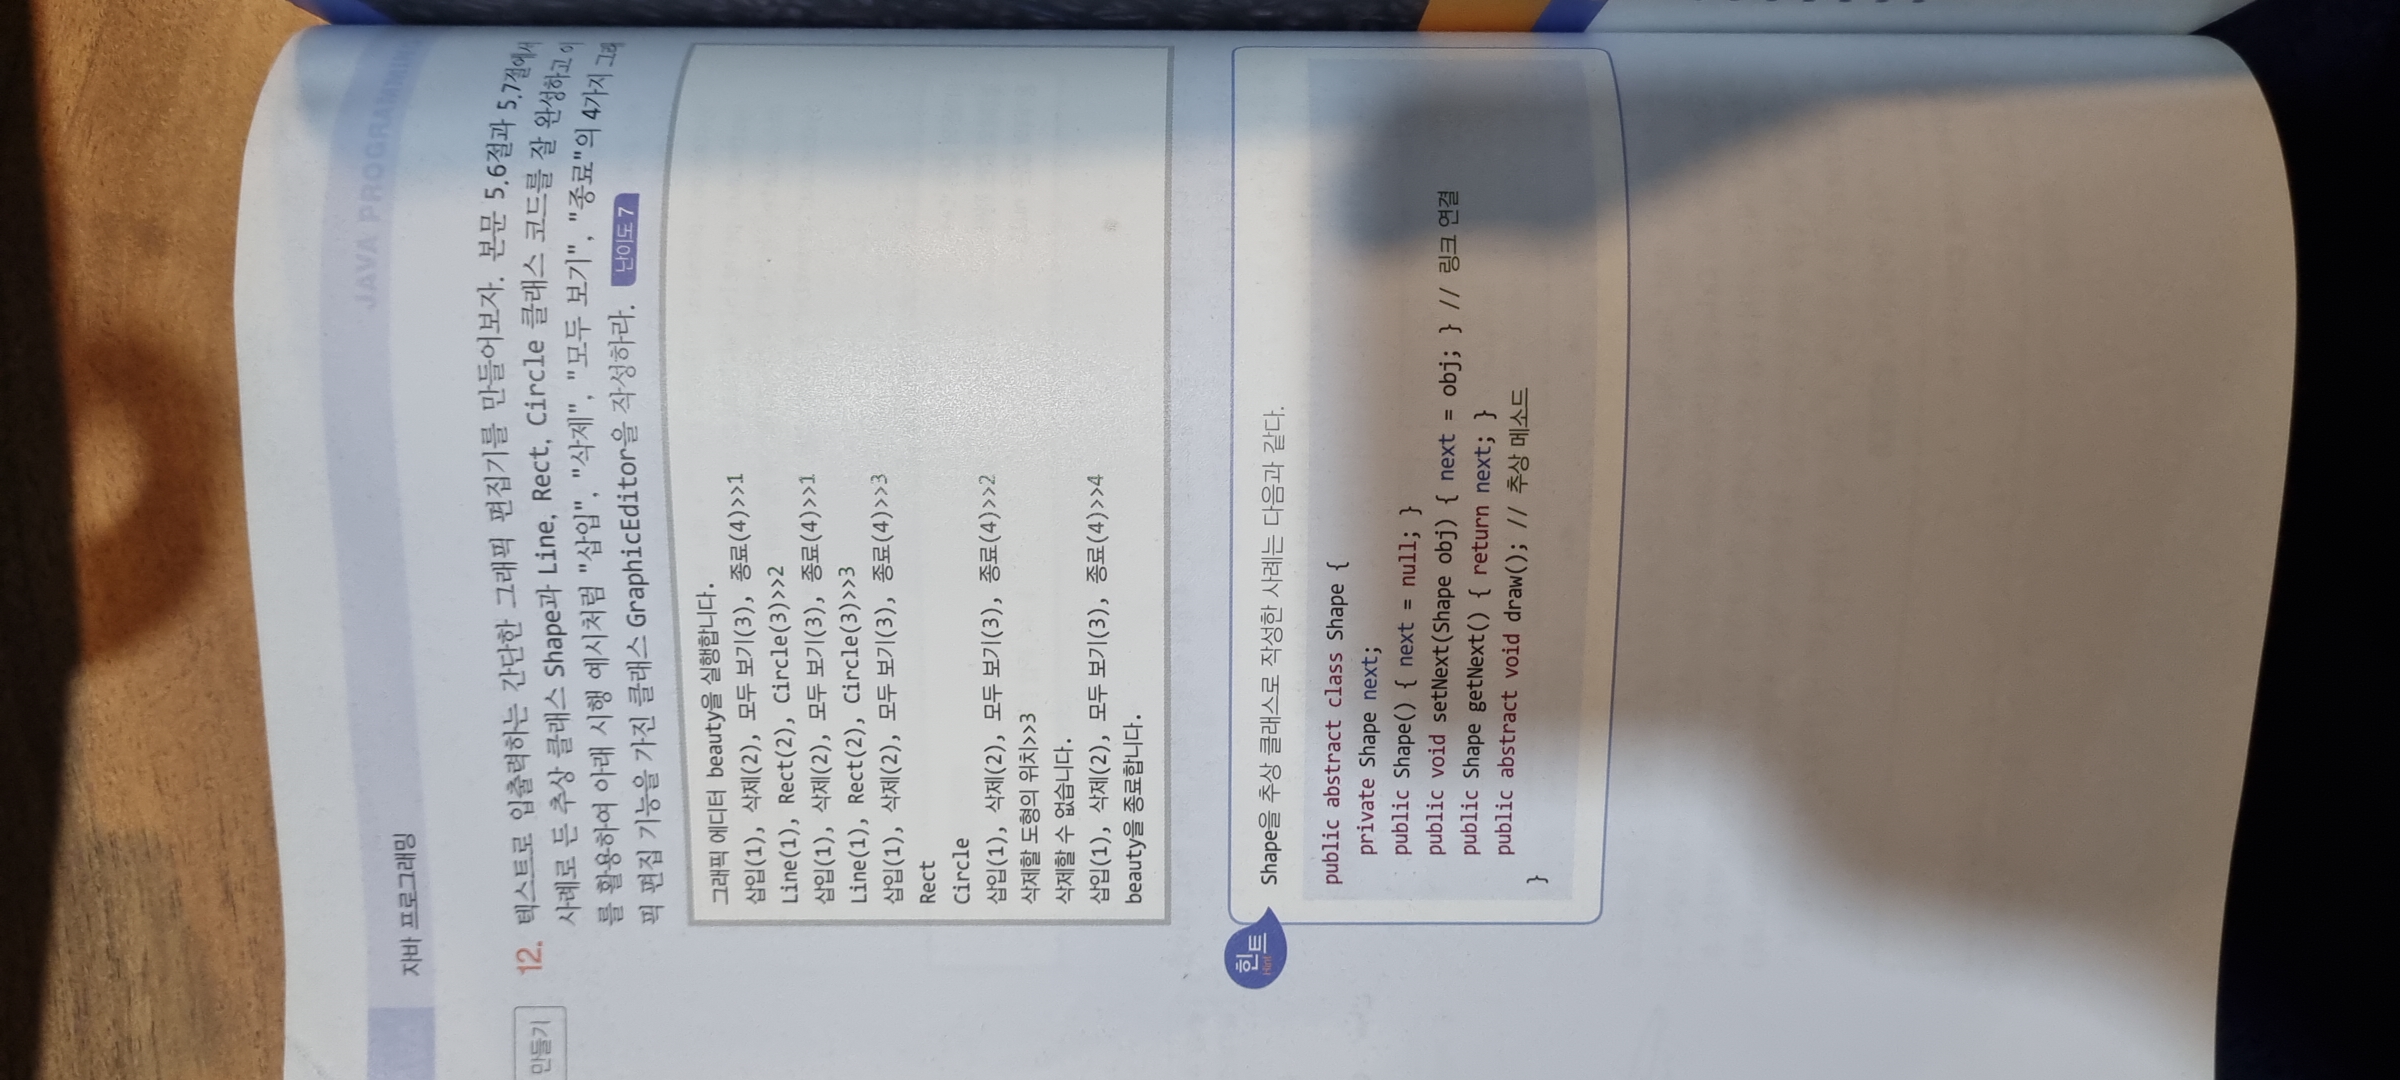 자바 프로그래밍
만들기
12. 텍스트로 입출력하는 간단한 그래픽 편집기를 만들어보자. 본문 5.6절과 5.7절에서
사례로 든 추상 클래스 Shape과 Line, Rect, Circle 클래스 코드를 잘 완성하고 이
를 활용하여 아래 시행 예시처럼 "삽입", "삭제", "모두 보기", "종료"의 4가지 그래
픽 편집 기능을 가진 클래스 GraphicEditor을 작성하라. 난이도 7
그래픽 에디터 beauty을 실행합니다.
삽입(1), 삭제(2), 모두 보기(3), 종료(4)>>1
Line(1), Rect(2), Circle(3)>>2
삽입(1), 삭제(2), 모두 보기(3), 종료(4)>>1
Line(1), Rect(2), Circle(3)>>3
삽입(1), 삭제(2), 모두 보기(3), 종료(4)>>3
Rect
Circle
삽입(1), 삭제(2), 모두 보기(3), 종료(4)>>2
삭제할 도형의 위치>>3
삭제할 수 없습니다.
삽입(1), 삭제(2), 모두 보기(3), 종료(4)>>4
beauty을 종료합니다.
힌트
Hint
Shape을 추상 클래스로 작성한 사례는 다음과 같다.
public abstract class Shape {
private Shape next;
public Shape() { next = null; }
public void setNext(Shape obj) { next = obj; } // 링크 연결
public Shape getNext() { return next; }
public abstract void draw(); // 추상 메소드
}